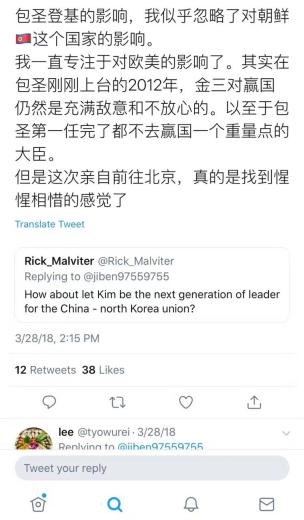 包圣登基的影响，我似乎忽略了对朝鲜
🇰🇵这个国家的影响。
我一直专注于对欧美的影响了。其实在
包圣刚刚上台的2012年，金三对赢国
仍然是充满敌意和不放心的。以至于包
圣第一任完了都不去赢国一个重量点的
大臣。
但是这次亲自前往北京，真的是找到惺
惺相惜的感觉了
Translate Tweet
Rick_Malviter @Rick_Malviter
Replying to @jiben97559755
How about let Kim be the next generation of leader
for the China - north Korea union?
3/28/18, 2:15 PM
12 Retweets 38 Likes
lee @tyowurei · 3/28/18
Replying to @jiben97559755
Tweet your reply